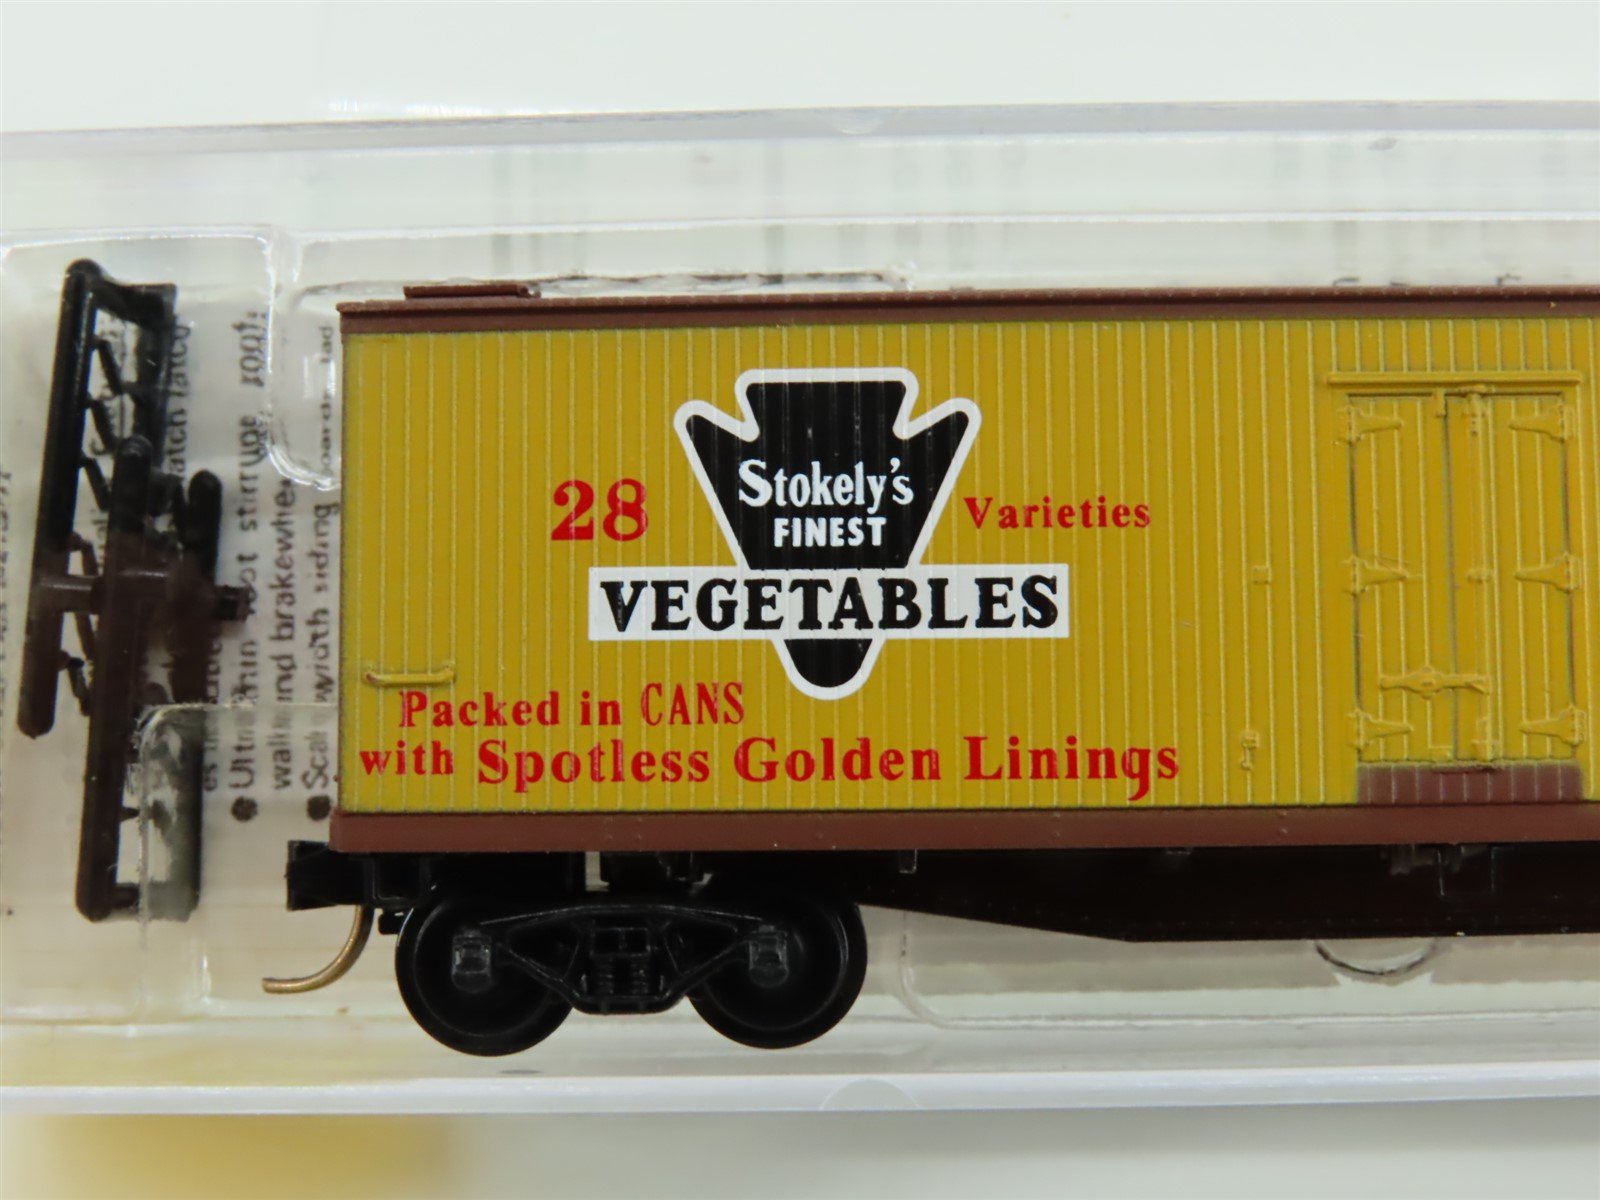 Stokely's
FINEST
28 Varieties
VEGETABLES
Packed in CANS
with Spotless Golden Linings